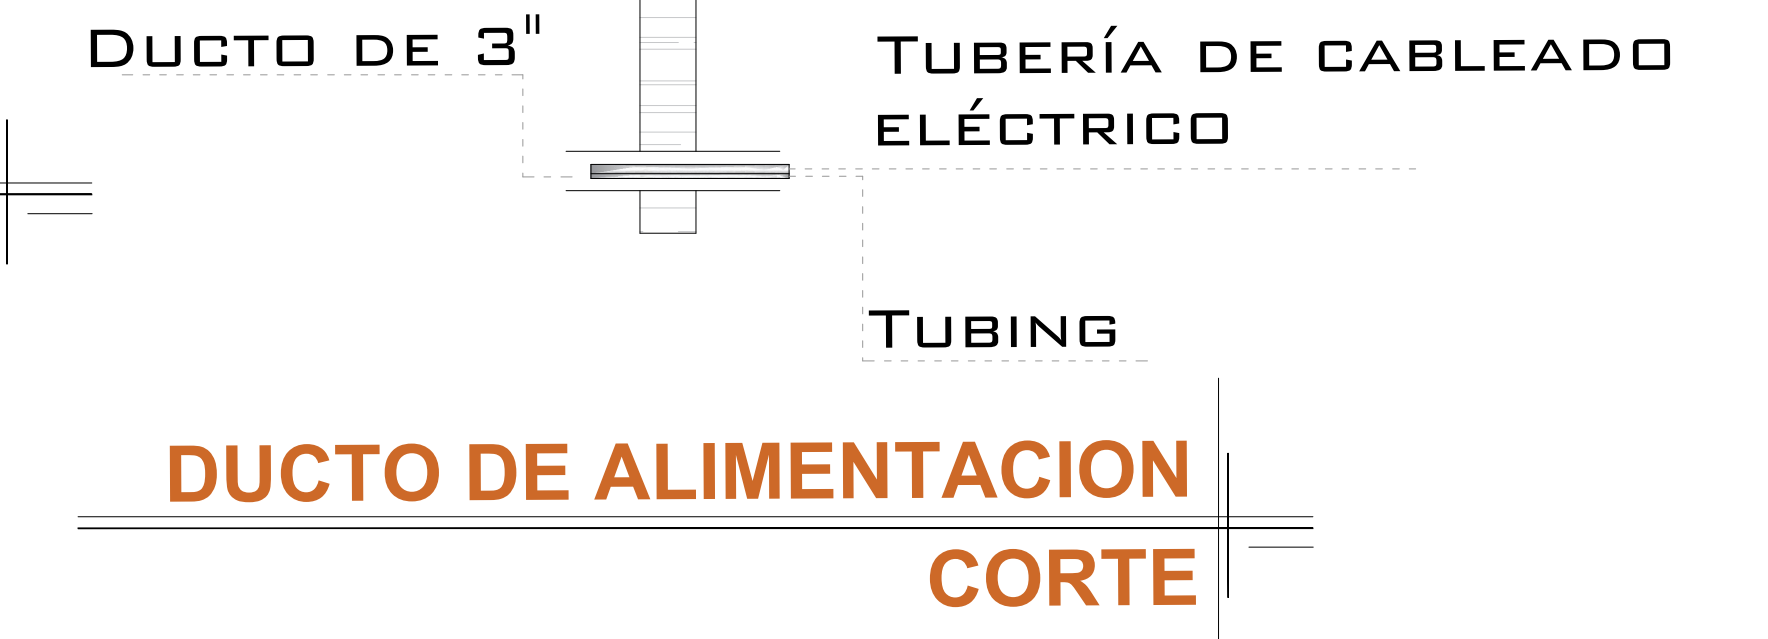 DUCTO DE 3"
TUBERÍA DE CABLEADO
ELÉCTRICO
TUBING
DUCTO DE ALIMENTACION
CORTE